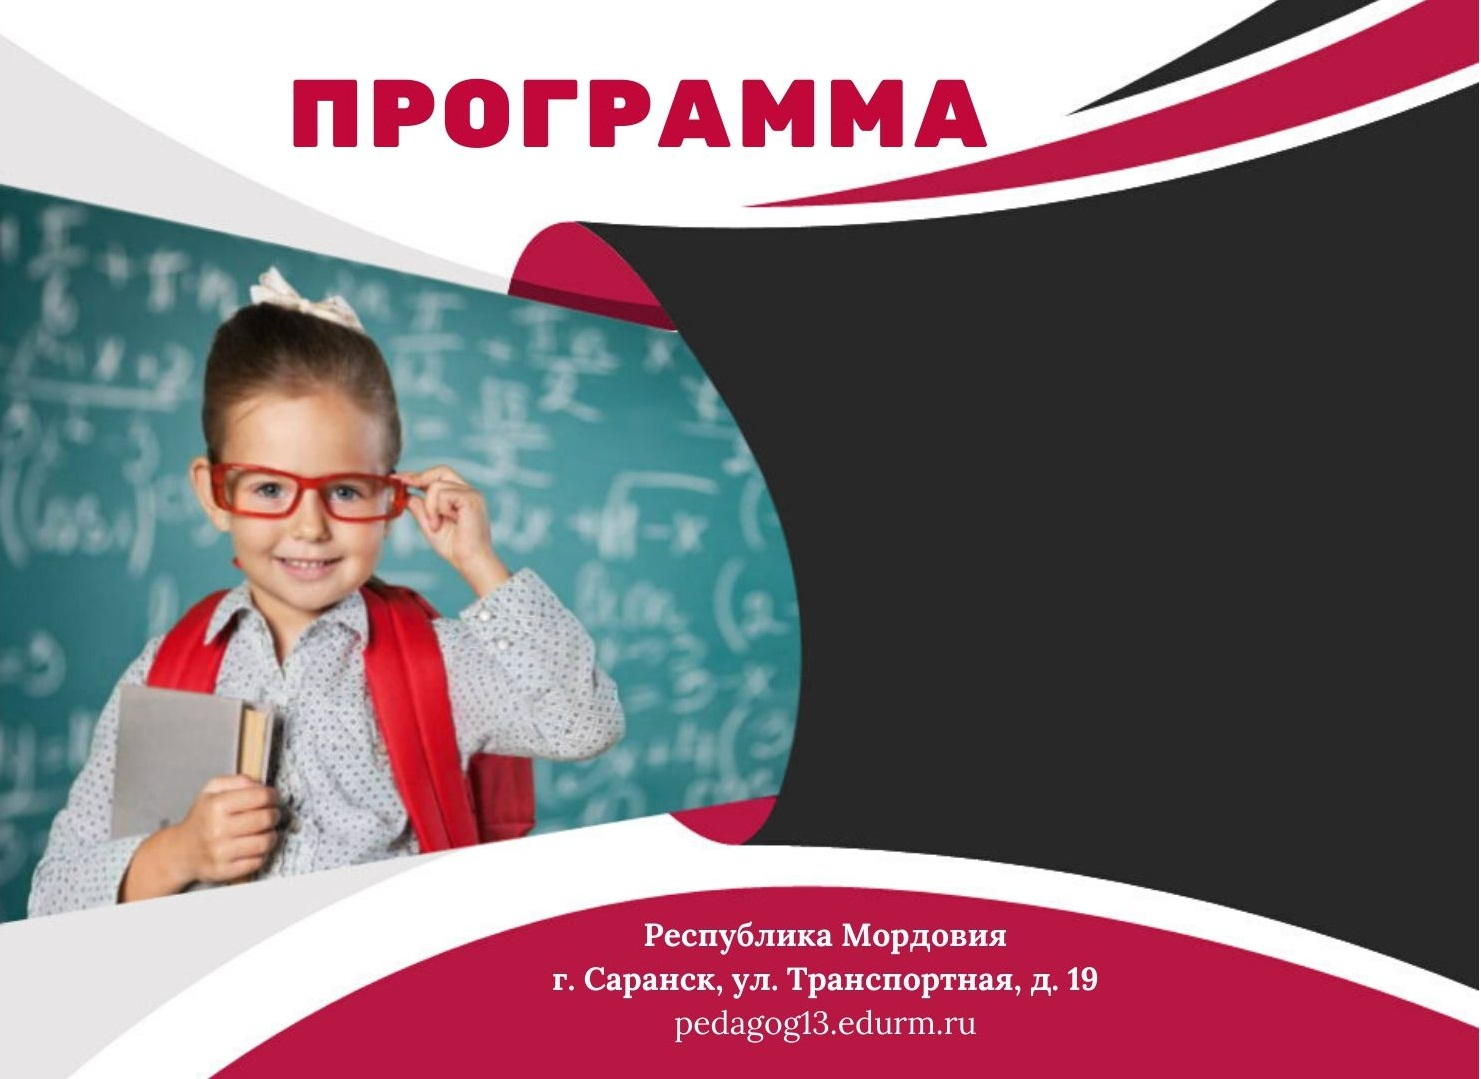 ПРОГРАММА
Республика Мордовия
г. Саранск, ул. Транспортная, д. 19
pedagog13.edurm.ru